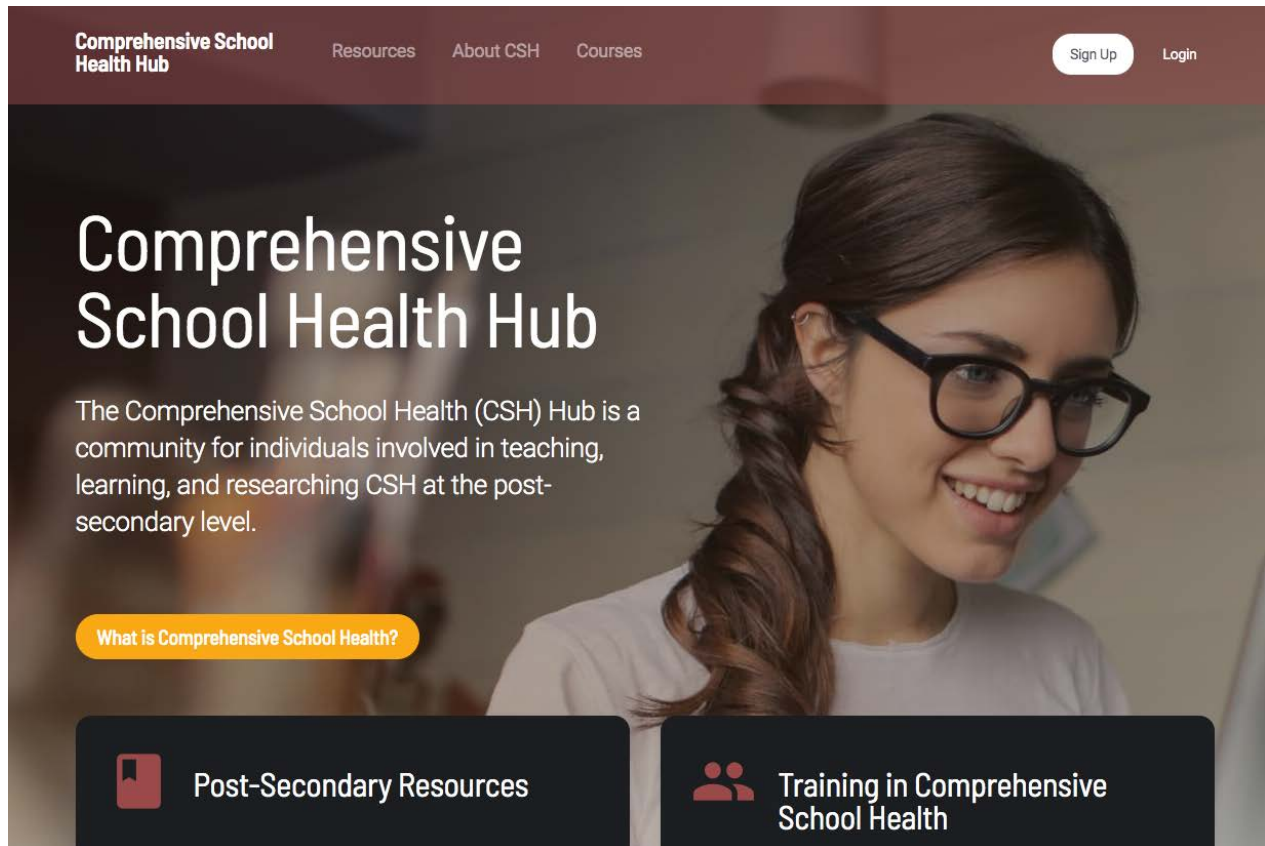 Comprehensive School
Health Hub
Resources
About CSH
Courses
Sign Up
Login
Comprehensive
School Health Hub
The Comprehensive School Health (CSH) Hub is a
community for individuals involved in teaching,
learning, and researching CSH at the post-
secondary level.
What is Comprehensive School Health?
Post-Secondary Resources
Training in Comprehensive
School Health